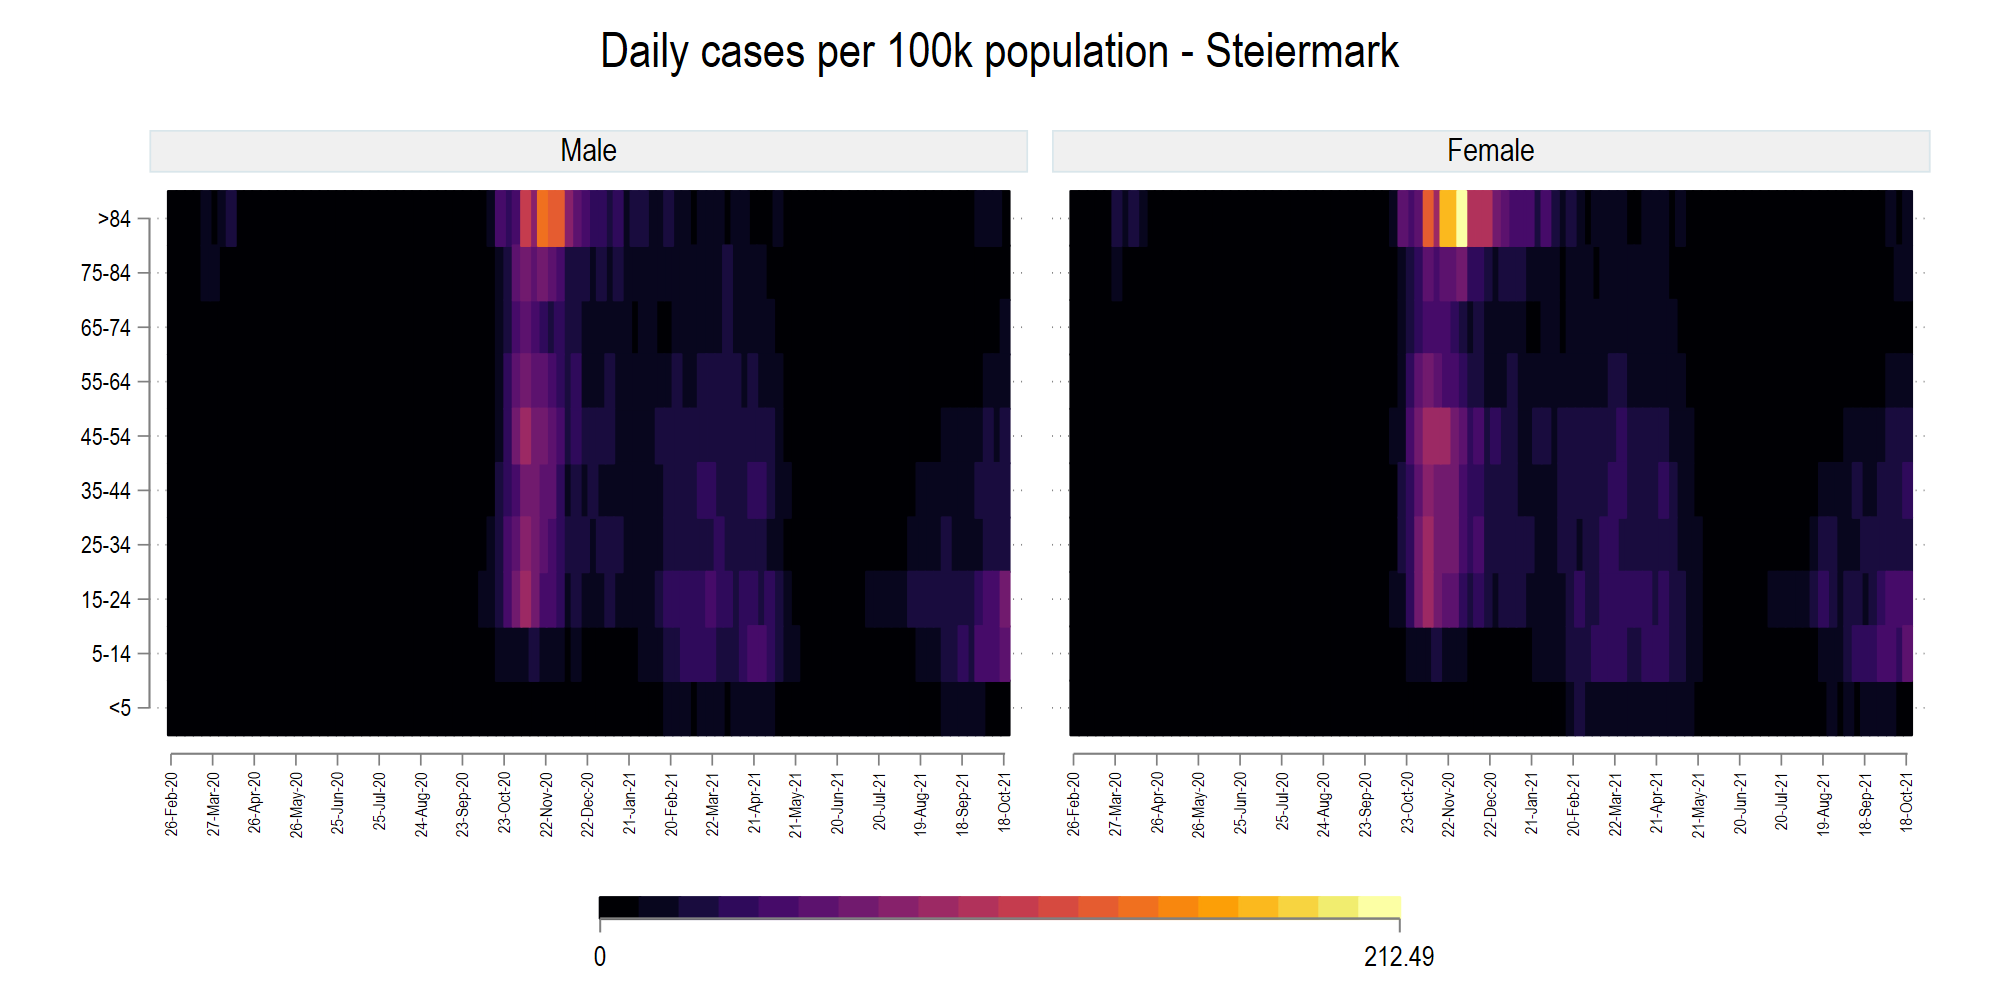 Daily cases per 100k population - Steiermark
Male
Female
>84
75-84
65-74
55-64
45-54
35-44
25-34
15-24
5-14
<5
26-Feb-20
27-Mar-20
26-Apr-20
26-May-20
25-Jun-20
25-Jul-20
24-Aug-20
23-Sep-20
23-Oct-20
22-Nov-20
22-Dec-20
21-Jan-21
20-Feb-21
22-Mar-21
21-Apr-21
21-May-21
20-Jun-21
20-Jul-21
19-Aug-21
18-Sep-21
18-Oct-21
26-Feb-20
27-Mar-20
26-Apr-20
26-May-20
25-Jun-20
25-Jul-20
24-Aug-20
23-Sep-20
23-Oct-20
22-Nov-20
22-Dec-20
21-Jan-21
20-Feb-21
22-Mar-21
21-Apr-21
21-May-21
20-Jun-21
20-Jul-21
19-Aug-21
18-Sep-21
18-Oct-21
0
212.49